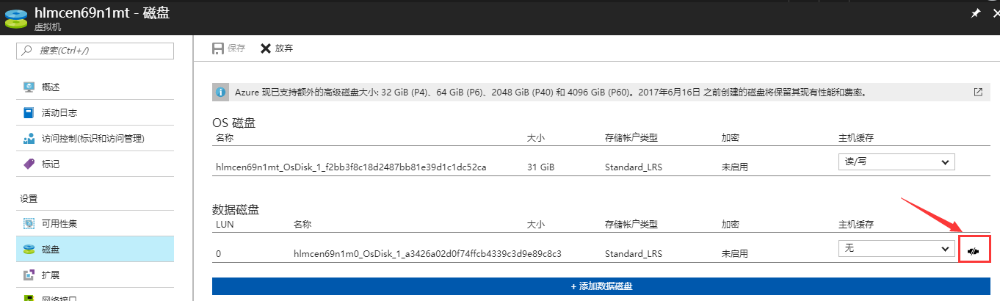 hlmcen69n1mt - 磁盘
虚拟机
搜索(Ctrl+/)
保存 放弃
概述
活动日志
访问控制(标识和访问管理)
标记
设置
可用性集
磁盘
扩展
网络接口
Azure 现已支持额外的高级磁盘大小: 32 GiB (P4)、64 GiB (P6)、2048 GiB (P40) 和 4096 GiB (P60)。2017年6月16日 之前创建的磁盘将保留其现有性能和费率。
OS 磁盘
名称 大小 存储帐户类型 加密 主机缓存
hlmcen69n1mt_OsDisk_1_f2bb3f8c18d2487bb81e39d1c1dc52ca 31 GiB Standard_LRS 未启用 读/写
数据磁盘
LUN 名称 大小 存储帐户类型 加密 主机缓存
0 hlmcen69n1m0_OsDisk_1_a3426a02d0f74ffcb4339c3d9e89c8c3 Standard_LRS 未启用 无
+ 添加数据磁盘